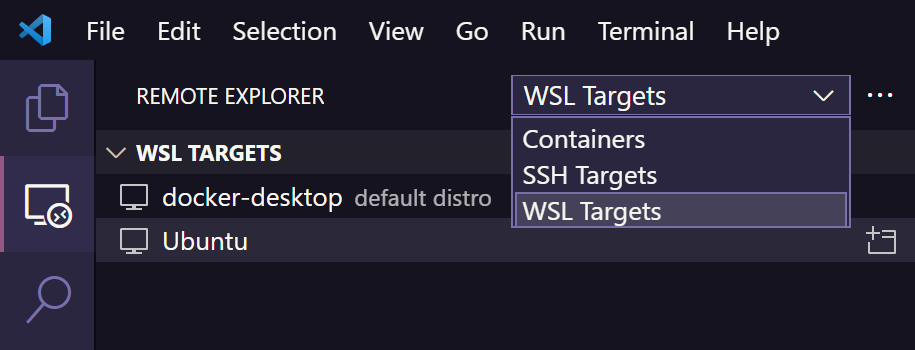 File Edit Selection View Go Run Terminal Help
REMOTE EXPLORER WSL Targets
Containers
SSH Targets
WSL Targets
WSL TARGETS
docker-desktop default distro
Ubuntu